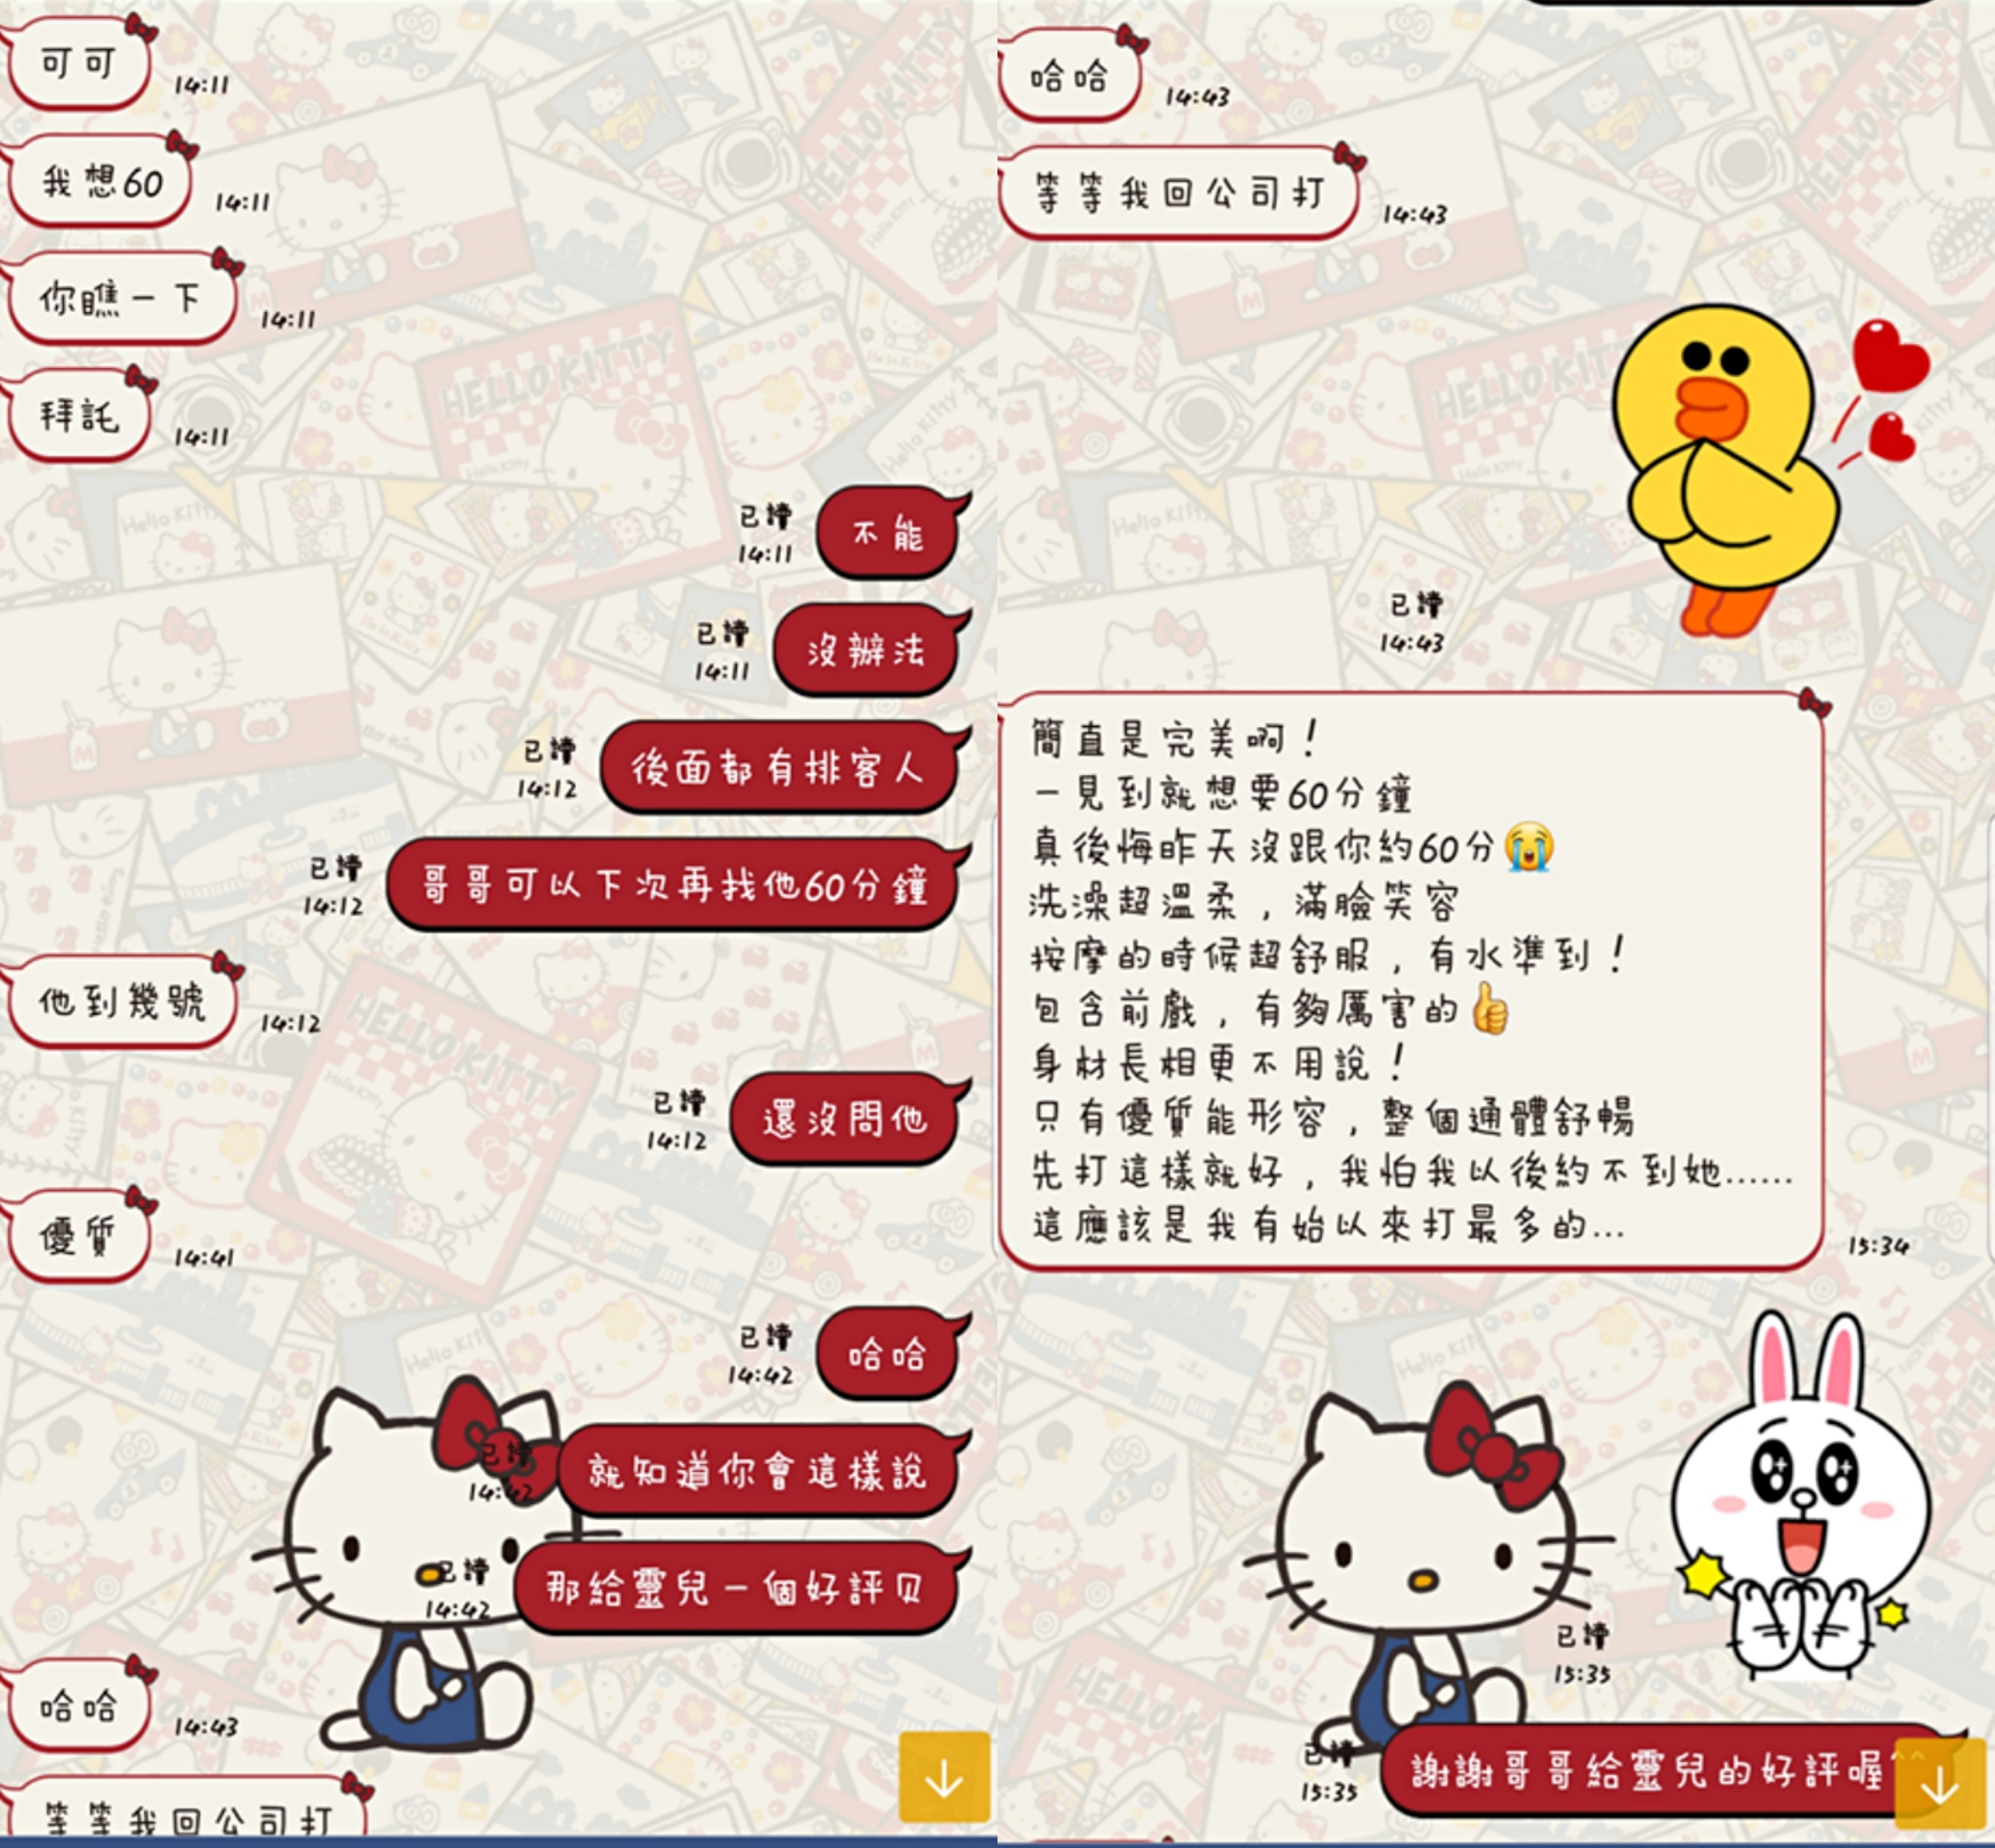 可可
14:11
我想60
14:11
你瞧一下
14:11
拜託
14:11
已讀
14:11
不能
已讀
14:11
沒辦法
已讀
14:12
後面都有排客人
已讀
14:12
哥哥可以下次再找他60分鐘
他到幾號
14:12
已讀
14:12
還沒問他
優質
14:41
已讀
14:42
哈哈
已讀
14:42
就知道你會這樣說
已讀
14:42
那給靈兒一個好評贝
哈哈
14:43
等等我回公司打
哈哈
14:43
等等我回公司打
14:43
已讀
14:43
簡直是完美啊！
一見到就想要60分鐘
真後悔昨天沒跟你約60分😭
洗澡超溫柔，滿臉笑容
按摩的時候超舒服，有水準到！
包含前戲，有夠厲害的👍
身材長相更不用說！
只有優質能形容，整個通體舒暢
先打這樣就好，我怕我以後約不到她......
這應該是我有始以來打最多的...
15:34
已讀
15:35
已讀
15:35
謝謝哥哥給靈兒的好評喔^^
HELLO KITTY
Hello Kitty